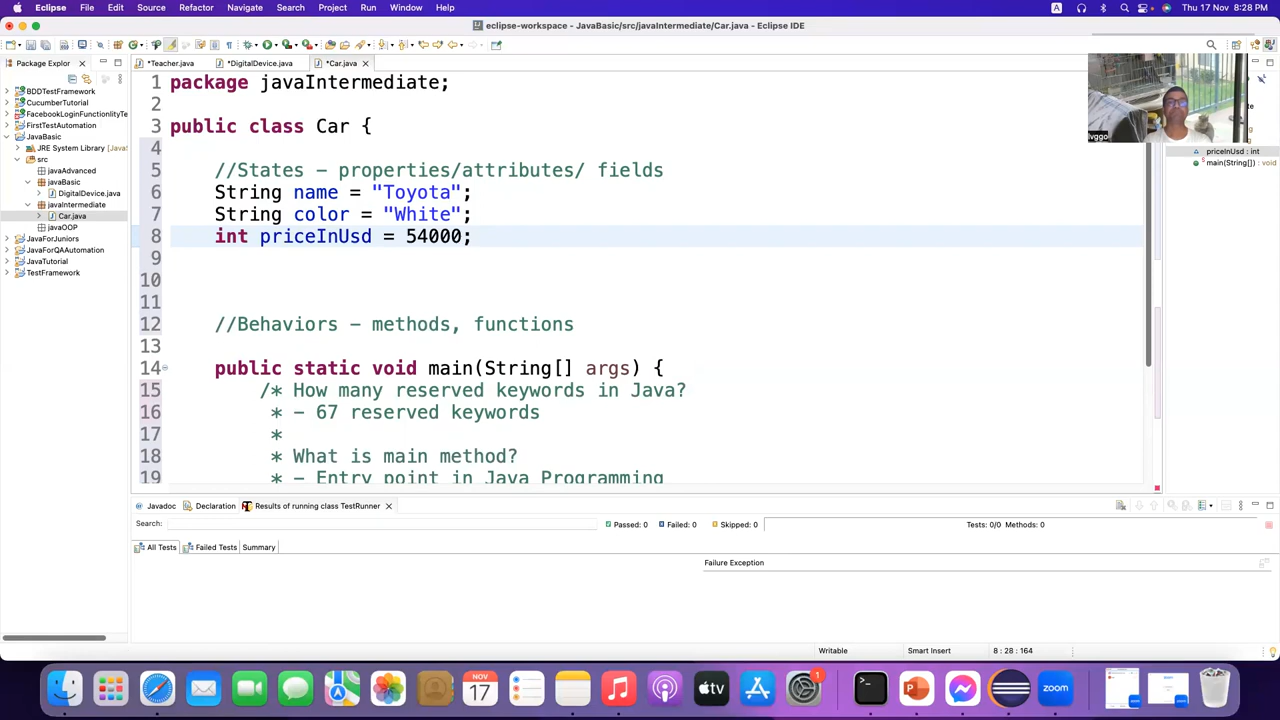 Eclipse File Edit Source Refactor Navigate Search Project Run Window Help
A
Thu 17 Nov 8:28 PM
eclipse-workspace - JavaBasic/src/javaIntermediate/Car.java - Eclipse IDE
Package Explor
*Teacher.java
*DigitalDevice.java
*Car.java
BDDTestFramework
CucumberTutorial
FacebookLoginFunctionlityTe
FirstTestAutomation
JavaBasic
JRE System Library [Java
src
javaAdvanced
javaBasic
DigitalDevice.java
javaIntermediate
Car.java
javaOOP
JavaForJuniors
JavaForQAAutomation
JavaTutorial
TestFramework
1 package javaIntermediate;
2
3 public class Car {
4
5 //States - properties/attributes/ fields
6 String name = "Toyota";
7 String color = "White";
8 int priceInUsd = 54000;
9
10
11
12 //Behaviors - methods, functions
13
14 public static void main(String[] args) {
15 /* How many reserved keywords in Java?
16 * - 67 reserved keywords
17 *
18 * What is main method?
19 * - Entry point in Java Programming
priceInUsd : int
main(String[]) : void
Javadoc
Declaration
Results of running class TestRunner
Search:
Passed: 0
Failed: 0
Skipped: 0
Tests: 0/0 Methods: 0
All Tests
Failed Tests
Summary
Failure Exception
Writable
Smart Insert
8 : 28 : 164
NOV
17
tv
1
zoom